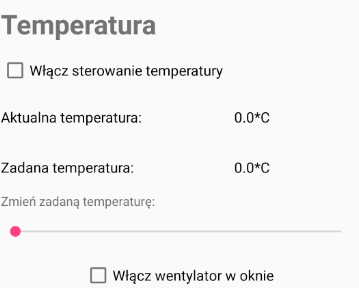 Temperatura
Włącz sterowanie temperatury
Aktualna temperatura: 0.0*C
Zadana temperatura: 0.0*C
Zmień zadaną temperaturę:
Włącz wentylator w oknie